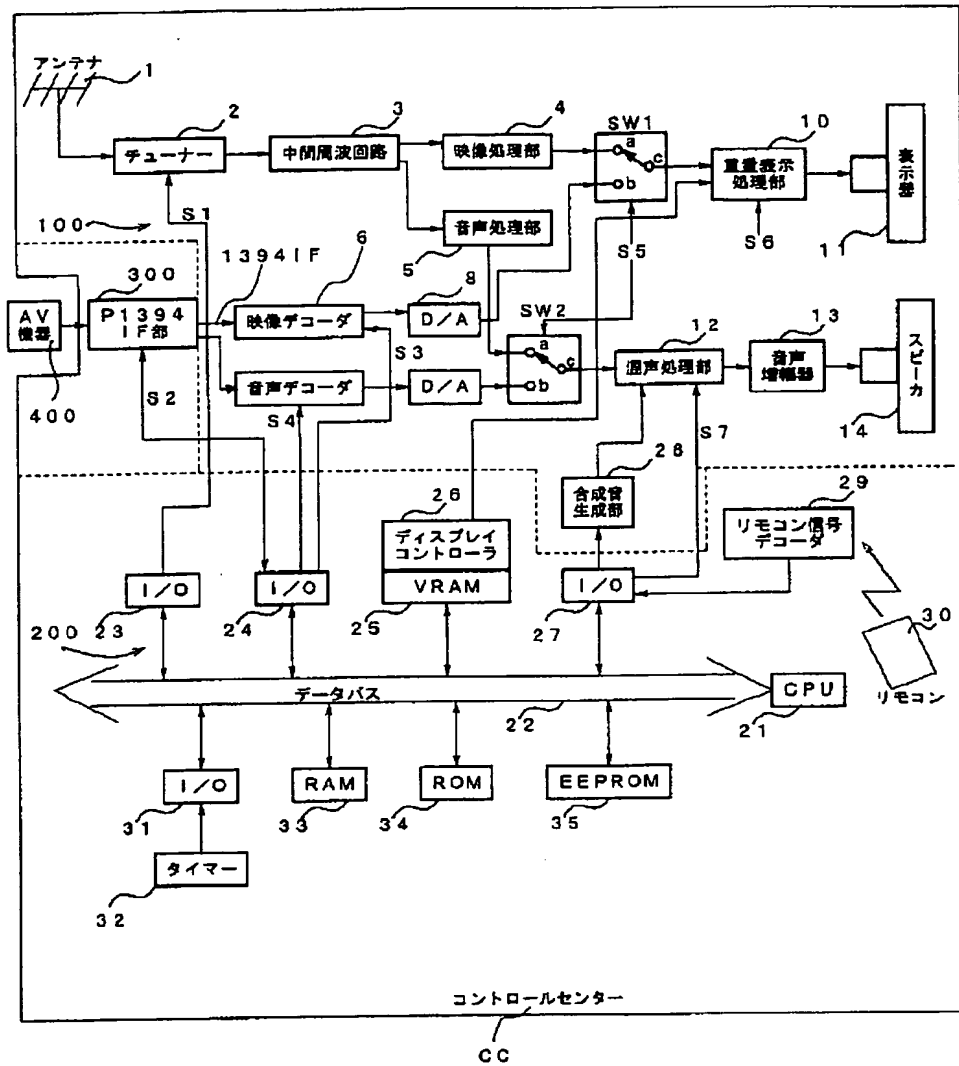 アンテナ
1
2
チューナー
3
中間周波回路
4
映像処理部
SW1
a
b
c
10
重畳表示
処理部
表示器
11
S1
100
音声処理部
5
S5
S6
300
1394IF
6
8
AV
機器
400
P1394
IF部
映像デコーダ
D/A
SW2
a
b
c
12
混声処理部
13
音声
増幅器
スピーカ
14
S2
S3
音声デコーダ
D/A
S4
S7
28
合成音
生成部
29
リモコン信号
デコーダ
26
ディスプレイ
コントローラ
VRAM
25
I/O
23
I/O
24
I/O
27
30
リモコン
200
データバス
22
CPU
21
I/O
31
RAM
33
ROM
34
EEPROM
35
タイマー
32
コントロールセンター
CC